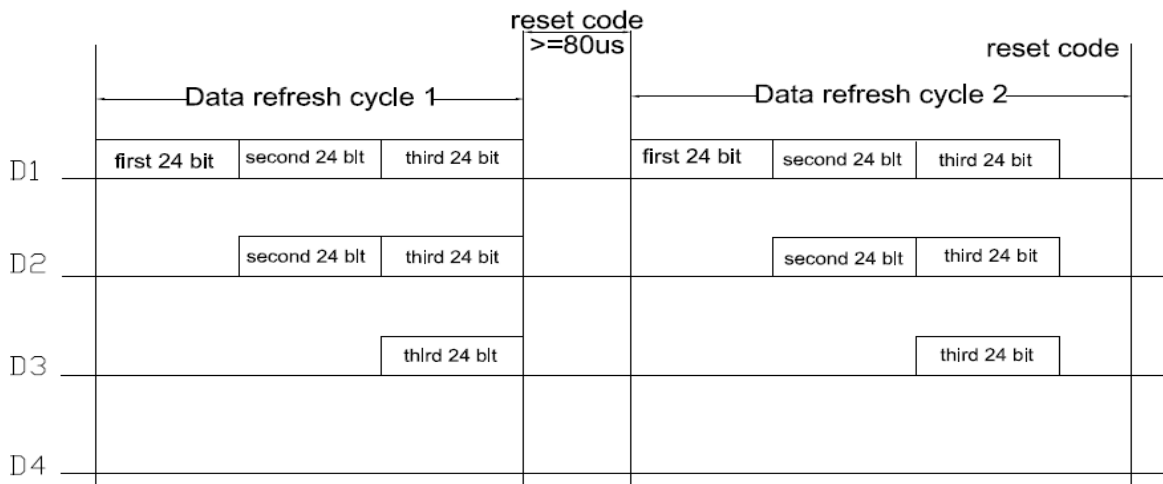 reset code
>=80us
reset code
Data refresh cycle 1
Data refresh cycle 2
D1 first 24 bit second 24 blt third 24 bit first 24 bit second 24 blt third 24 bit
D2 second 24 blt third 24 bit second 24 blt third 24 bit
D3 thlrd 24 blt third 24 bit
D4